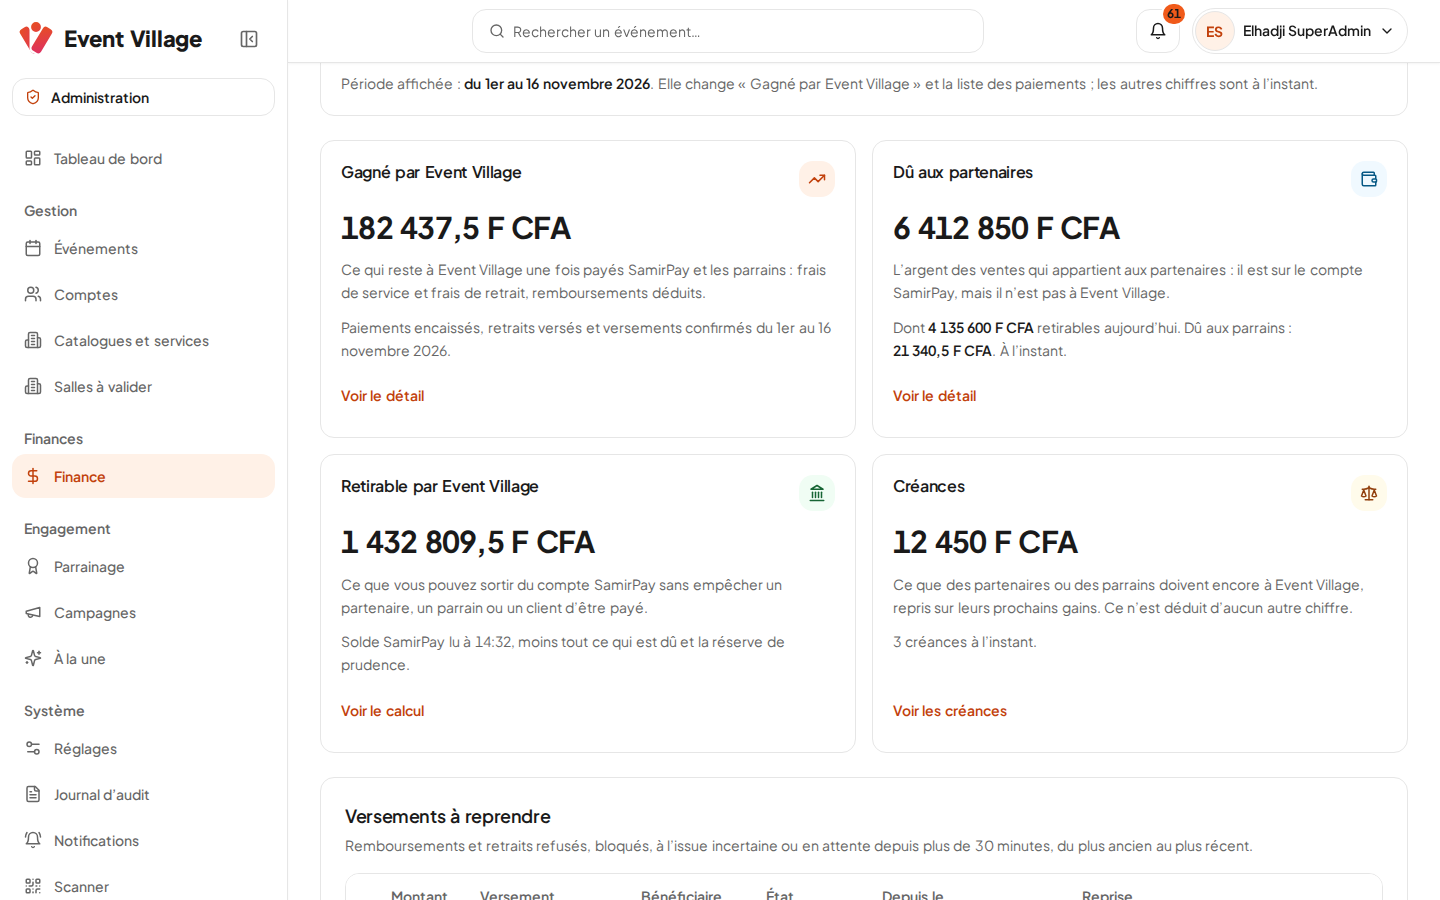 Event Village
Rechercher un événement...
61
ES
Elhadji SuperAdmin
Administration
Tableau de bord
Gestion
Événements
Comptes
Catalogues et services
Salles à valider
Finances
Finance
Engagement
Parrainage
Campagnes
À la une
Système
Réglages
Journal d’audit
Notifications
Scanner
Période affichée : du 1er au 16 novembre 2026. Elle change « Gagné par Event Village » et la liste des paiements ; les autres chiffres sont à l’instant.
Gagné par Event Village
182 437,5 F CFA
Ce qui reste à Event Village une fois payés SamirPay et les parrains : frais
de service et frais de retrait, remboursements déduits.
Paiements encaissés, retraits versés et versements confirmés du 1er au 16
novembre 2026.
Voir le détail
Dû aux partenaires
6 412 850 F CFA
L’argent des ventes qui appartient aux partenaires : il est sur le compte
SamirPay, mais il n’est pas à Event Village.
Dont 4 135 600 F CFA retirables aujourd’hui. Dû aux parrains :
21 340,5 F CFA. À l’instant.
Voir le détail
Retirable par Event Village
1 432 809,5 F CFA
Ce que vous pouvez sortir du compte SamirPay sans empêcher un
partenaire, un parrain ou un client d’être payé.
Solde SamirPay lu à 14:32, moins tout ce qui est dû et la réserve de
prudence.
Voir le calcul
Créances
12 450 F CFA
Ce que des partenaires ou des parrains doivent encore à Event Village,
repris sur leurs prochains gains. Ce n’est déduit d’aucun autre chiffre.
3 créances à l’instant.
Voir les créances
Versements à reprendre
Remboursements et retraits refusés, bloqués, à l’issue incertaine ou en attente depuis plus de 30 minutes, du plus ancien au plus récent.
Montant Versement Bénéficiaire État Depuis le Reprise